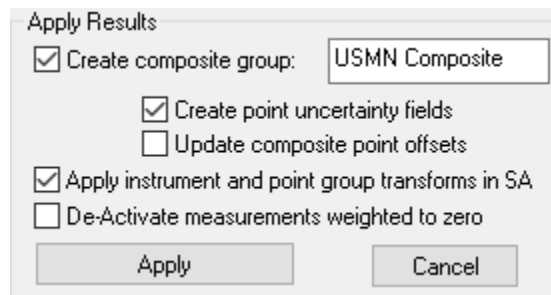 Apply Results
Create composite group: USMN Composite
Create point uncertainty fields
Update composite point offsets
Apply instrument and point group transforms in SA
De-Activate measurements weighted to zero
Apply Cancel